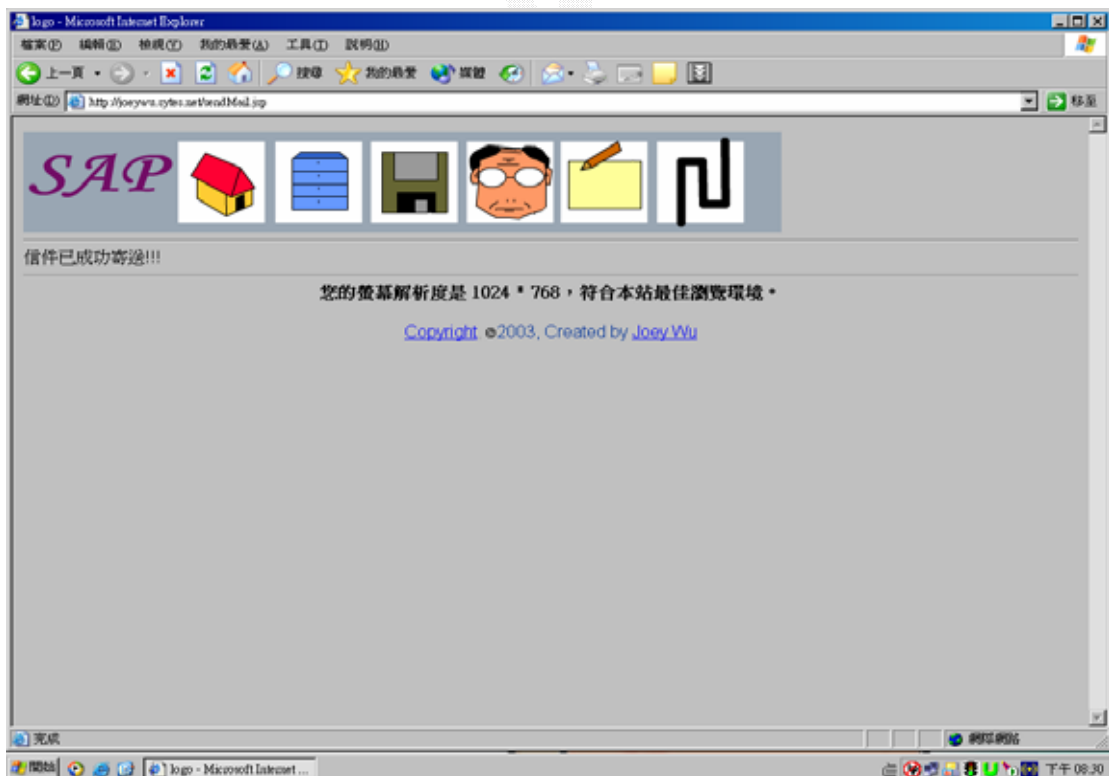 logo - Microsoft Internet Explorer
檔案(F) 編輯(E) 檢視(V) 我的最愛(A) 工具(T) 說明(H)
上一頁 搜尋 我的最愛 媒體
網址(D) http://joeywu.sytes.net/sendMail.jsp 移至
SAP
信件已成功寄送!!!
您的螢幕解析度是 1024 * 768，符合本站最佳瀏覽環境。
Copyright ©2003, Created by Joey Wu
完成 網際網路
開始 logo - Microsoft Internet ... 下午 08:30